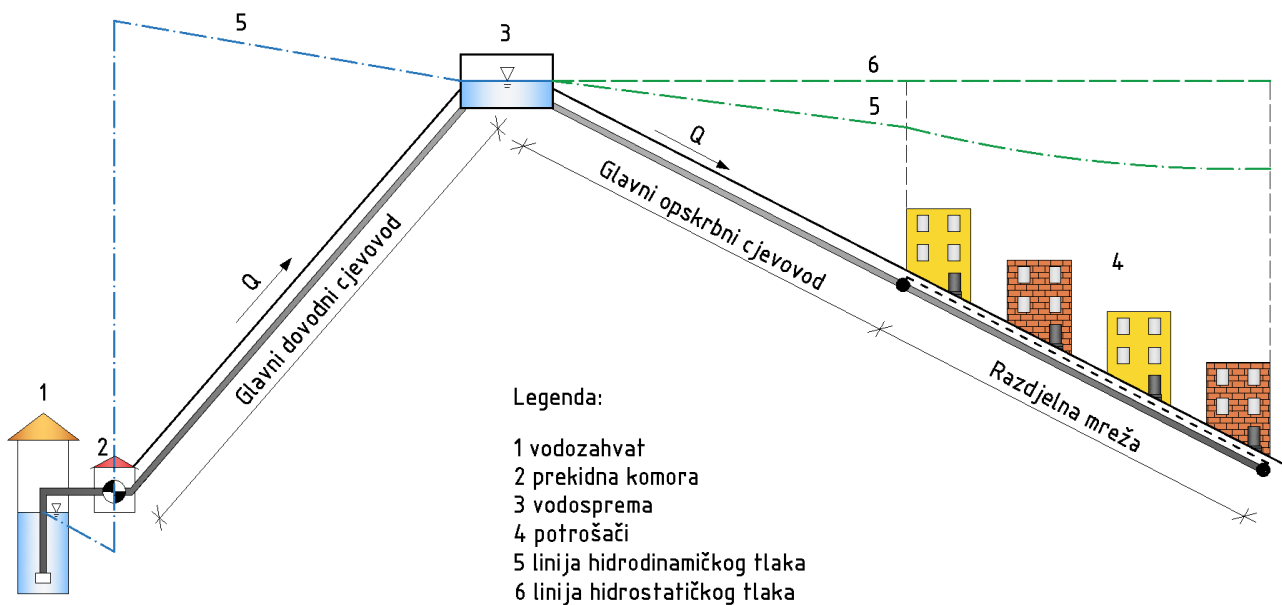 5
3
6
5
Q
Glavni opskrbni cjevovod
4
Q
Glavni dovodni cjevovod
Razdjelna mreža
1
2
Legenda:
1 vodozahvat
2 prekidna komora
3 vodosprema
4 potrošači
5 linija hidrodinamičkog tlaka
6 linija hidrostatičkog tlaka